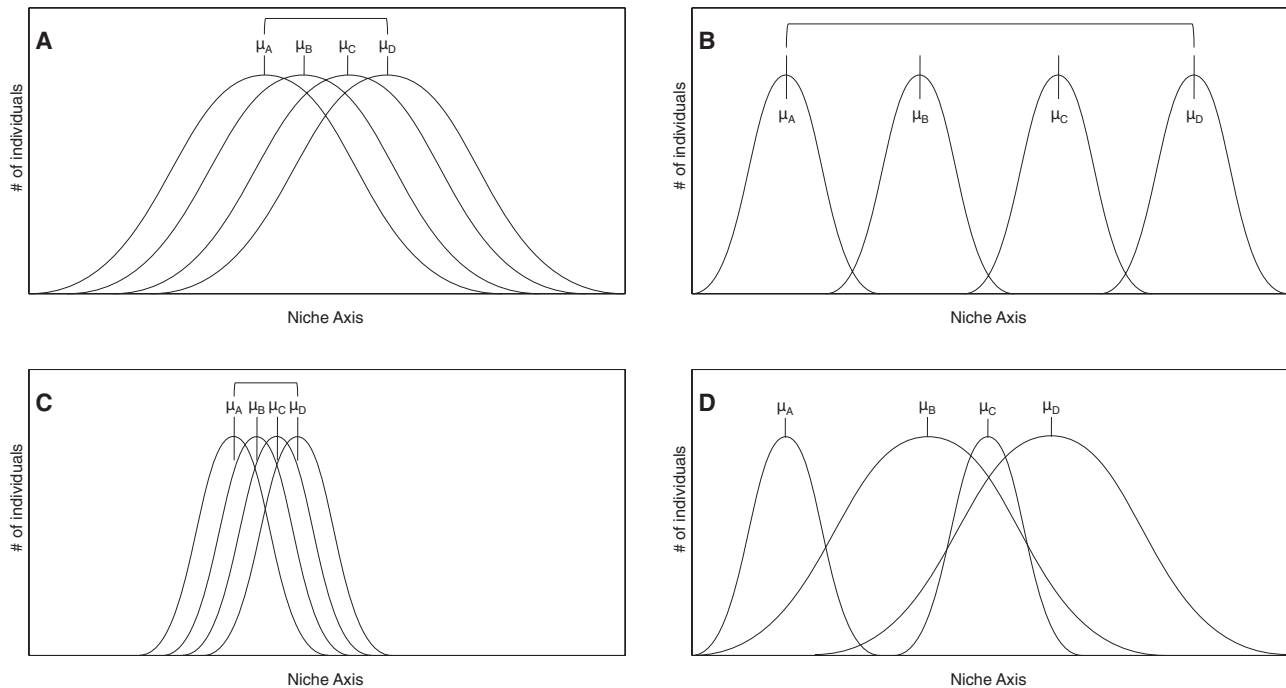 A
μA μB μC μD
# of individuals
Niche Axis
B
μA μB μC μD
# of individuals
Niche Axis
C
μA μB μC μD
# of individuals
Niche Axis
D
μA μB μC μD
# of individuals
Niche Axis